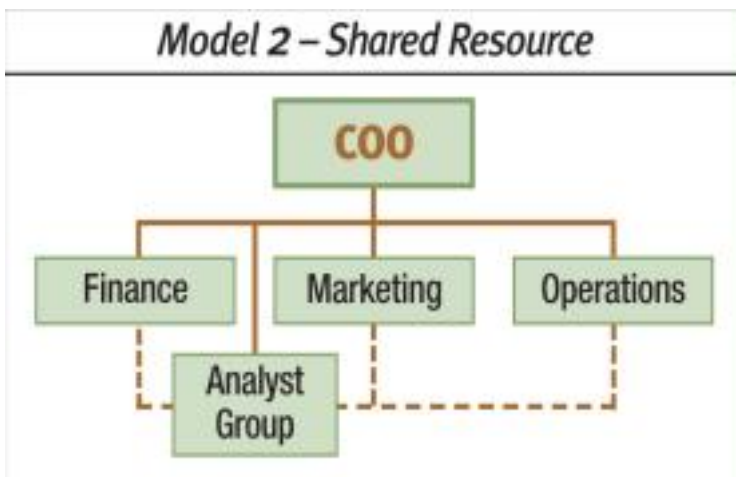 Model 2 – Shared Resource
COO
Finance
Marketing
Operations
Analyst
Group